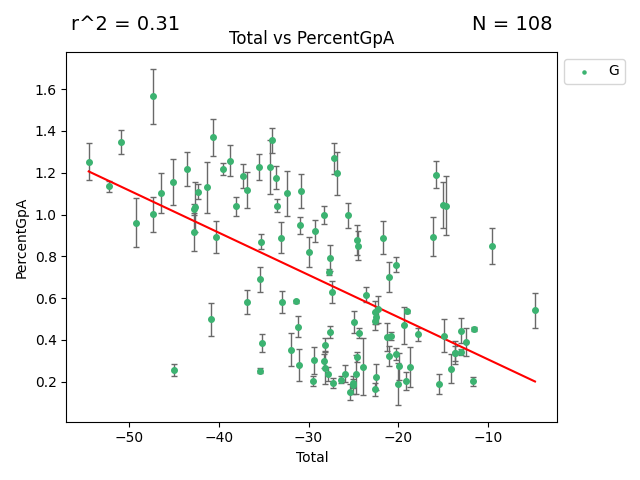 r^2 = 0.31 N = 108
Total vs PercentGpA
G
PercentGpA
1.6
1.4
1.2
1.0
0.8
0.6
0.4
0.2
−50 −40 −30 −20 −10
Total